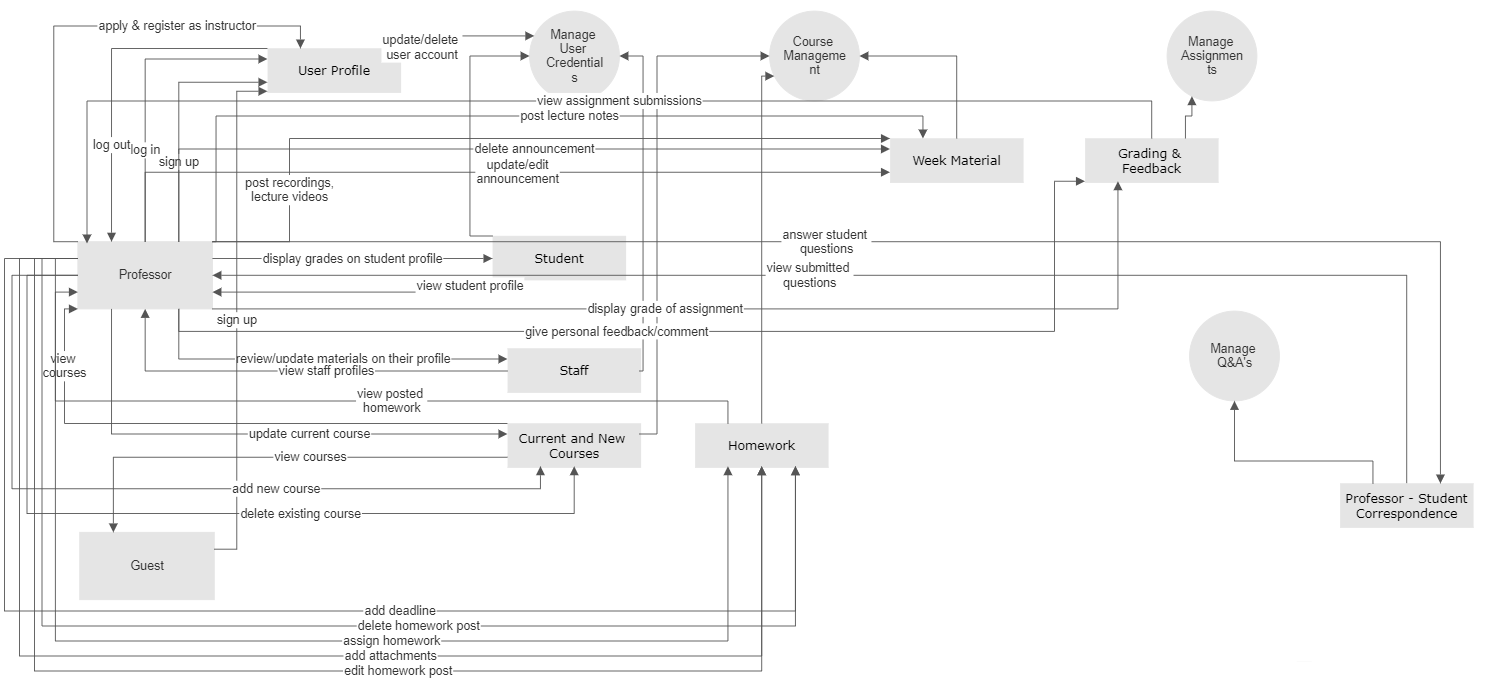 apply & register as instructor
update/delete
user account
Manage
User
Credential
s
Course
Manageme
nt
Manage
Assignmen
ts
User Profile
view assignment submissions
post lecture notes
log out
log in
sign up
delete announcement
update/edit
announcement
Week Material
Grading &
Feedback
post recordings,
lecture videos
answer student
questions
Professor
display grades on student profile
Student
view submitted
questions
view student profile
display grade of assignment
sign up
give personal feedback/comment
view
courses
review/update materials on their profile
view staff profiles
Staff
Manage
Q&A's
view posted
homework
update current course
Current and New
Courses
Homework
view courses
add new course
delete existing course
Professor - Student
Correspondence
Guest
add deadline
delete homework post
assign homework
add attachments
edit homework post